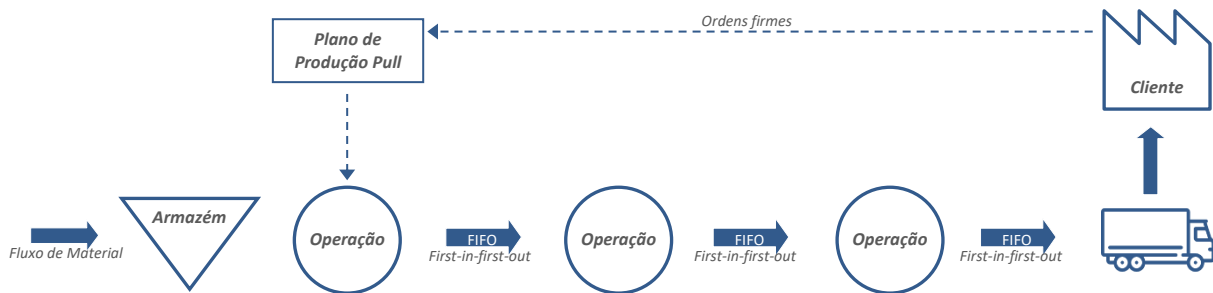 Ordens firmes
Plano de
Produção Pull
Cliente
Armazém
Fluxo de Material
Operação
FIFO
First-in-first-out
Operação
FIFO
First-in-first-out
Operação
FIFO
First-in-first-out